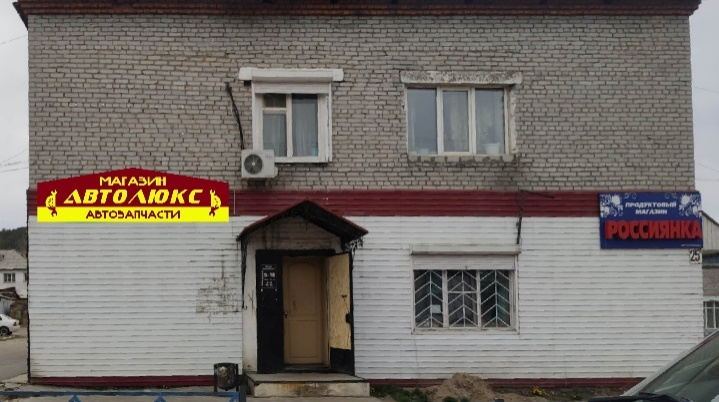 МАГАЗИН
АВТОЛЮКС
АВТОЗАПЧАСТИ
ПРОДУКТОВЫЙ
МАГАЗИН
РОССИЯНКА
25